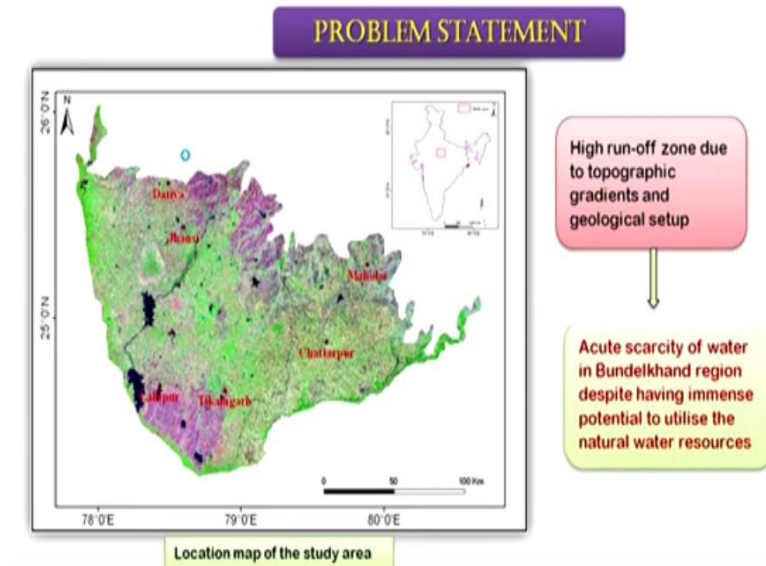 PROBLEM STATEMENT
N
26°0'N
Datiya
Jhansi
Mahoba
25°0'N
Chattarpur
Lalitpur
Tikamgarh
0 50 100 Km
78°0'E 79°0'E 80°0'E
Location map of the study area
High run-off zone due
to topographic
gradients and
geological setup
Acute scarcity of water
in Bundelkhand region
despite having immense
potential to utilise the
natural water resources